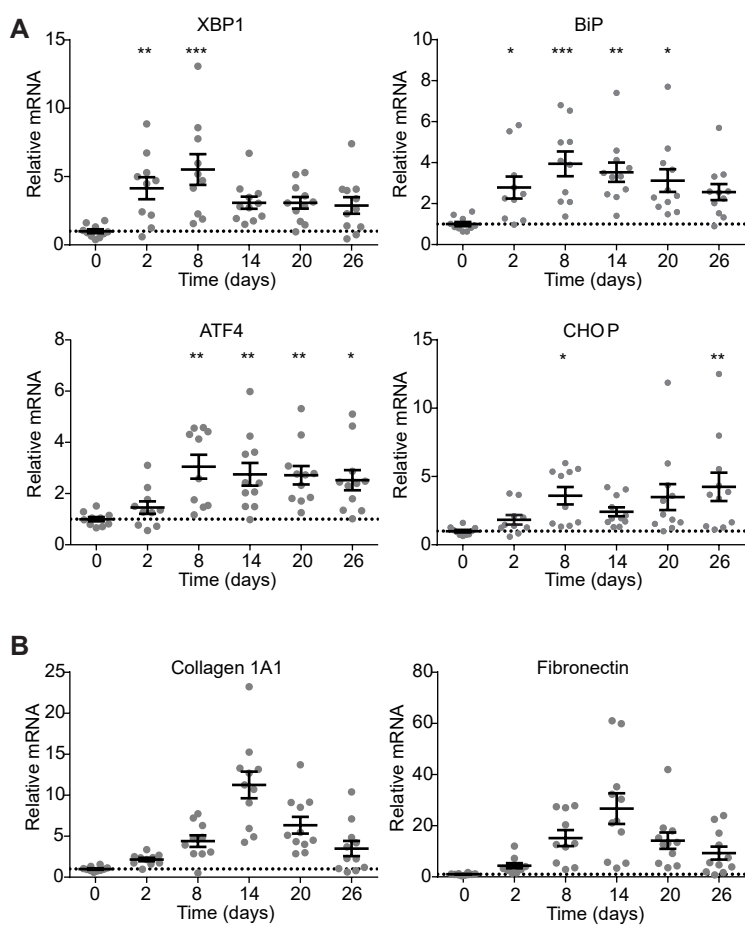 A
XBP1
Relative mRNA
15
10
5
0
** ***
0 2 8 14 20 26
Time (days)
BiP
Relative mRNA
10
8
6
4
2
0
* *** ** *
0 2 8 14 20 26
Time (days)
ATF4
Relative mRNA
8
6
4
2
0
** ** ** *
0 2 8 14 20 26
Time (days)
CHOP
Relative mRNA
15
10
5
0
* **
0 2 8 14 20 26
Time (days)
B
Collagen 1A1
Relative mRNA
25
20
15
10
5
0
0 2 8 14 20 26
Time (days)
Fibronectin
Relative mRNA
80
60
40
20
0
0 2 8 14 20 26
Time (days)